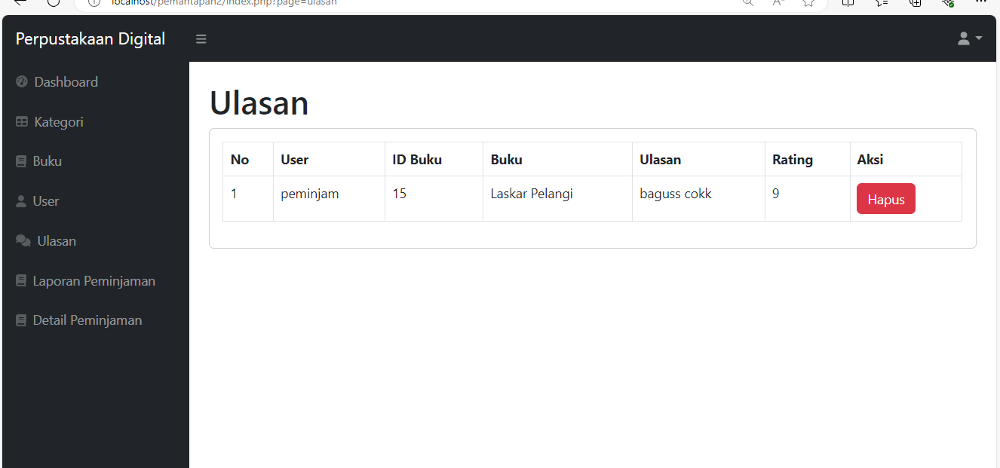 localhost/pemantapan2/index.php?page=ulasan
Perpustakaan Digital
Dashboard
Kategori
Buku
User
Ulasan
Laporan Peminjaman
Detail Peminjaman
Ulasan
No User ID Buku Buku Ulasan Rating Aksi
1 peminjam 15 Laskar Pelangi baguss cokk 9 Hapus